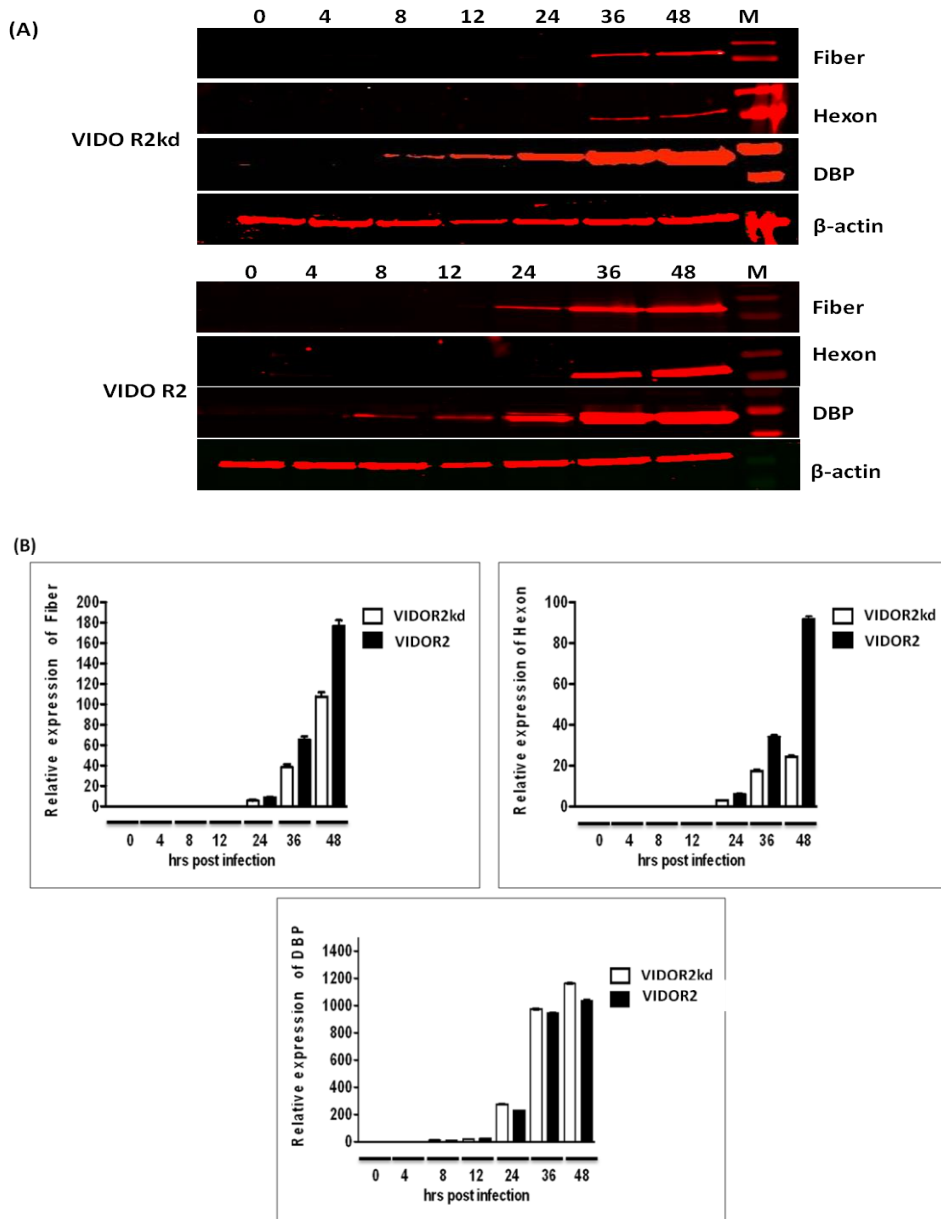 (A)
0 4 8 12 24 36 48 M
Fiber
Hexon
VIDO R2kd
DBP
β-actin
0 4 8 12 24 36 48 M
Fiber
Hexon
VIDO R2
DBP
β-actin
(B)
Relative expression of Fiber
200
180
160
140
120
100
80
60
40
20
0
VIDOR2kd
VIDOR2
0 4 8 12 24 36 48
hrs post infection
Relative expression of Hexon
100
80
60
40
20
0
VIDOR2kd
VIDOR2
0 4 8 12 24 36 48
hrs post infection
Relative expression of DBP
1400
1200
1000
800
600
400
200
0
VIDOR2kd
VIDOR2
0 4 8 12 24 36 48
hrs post infection